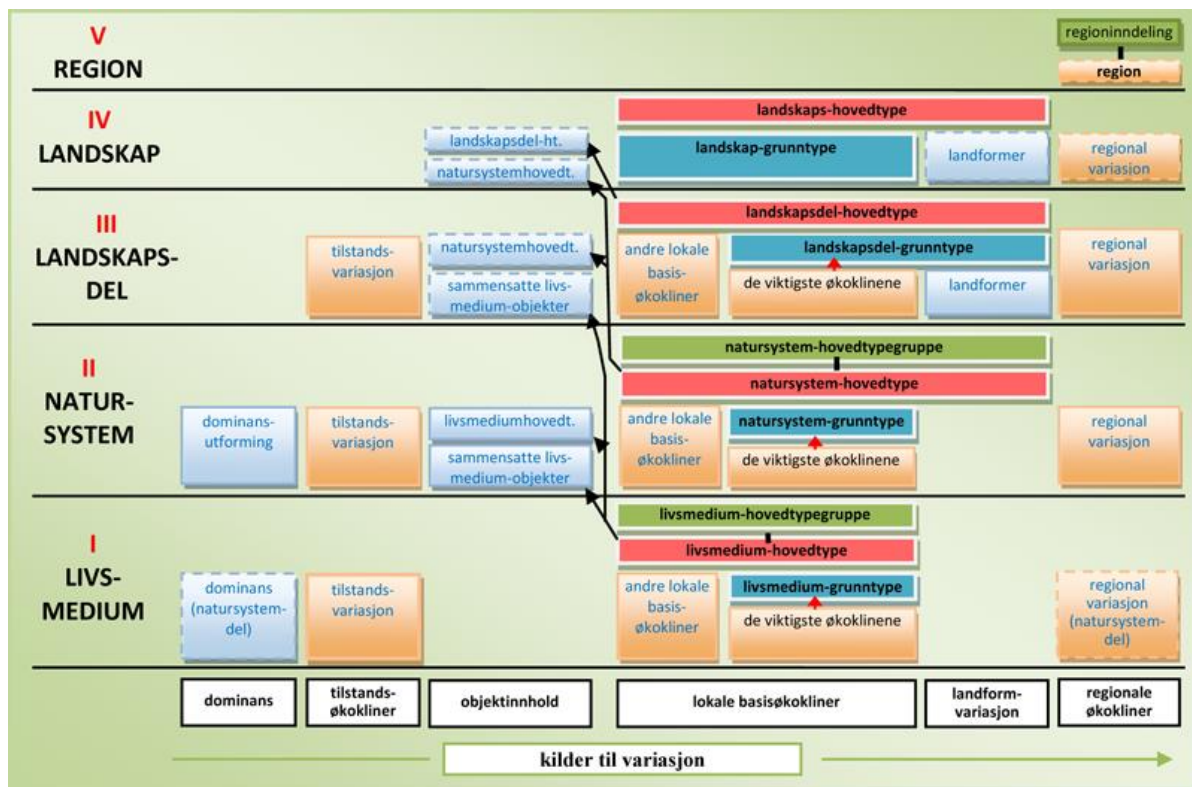 V
REGION
regioninndeling
region
IV
LANDSKAP
landskapsdel-ht.
natursystemhovedt.
landskaps-hovedtype
landskap-grunntype
landformer
regional
variasjon
III
LANDSKAPS-
DEL
tilstands-
variasjon
natursystemhovedt.
sammensatte livs-
medium-objekter
landskapsdel-hovedtype
andre lokale
basis-
økokliner
landskapsdel-grunntype
de viktigste økoklinene
landformer
regional
variasjon
II
NATUR-
SYSTEM
dominans-
utforming
tilstands-
variasjon
livsmediumhovedt.
sammensatte livs-
medium-objekter
natursystem-hovedtypegruppe
natursystem-hovedtype
andre lokale
basis-
økokliner
natursystem-grunntype
de viktigste økoklinene
regional
variasjon
I
LIVS-
MEDIUM
dominans
(natursystem-
del)
tilstands-
variasjon
livsmedium-hovedtypegruppe
livsmedium-hovedtype
andre lokale
basis-
økokliner
livsmedium-grunntype
de viktigste økoklinene
regional
variasjon
(natursystem-
del)
dominans
tilstands-
økokliner
objektinnhold
lokale basisøkokliner
landform-
variasjon
regionale
økokliner
kilder til variasjon